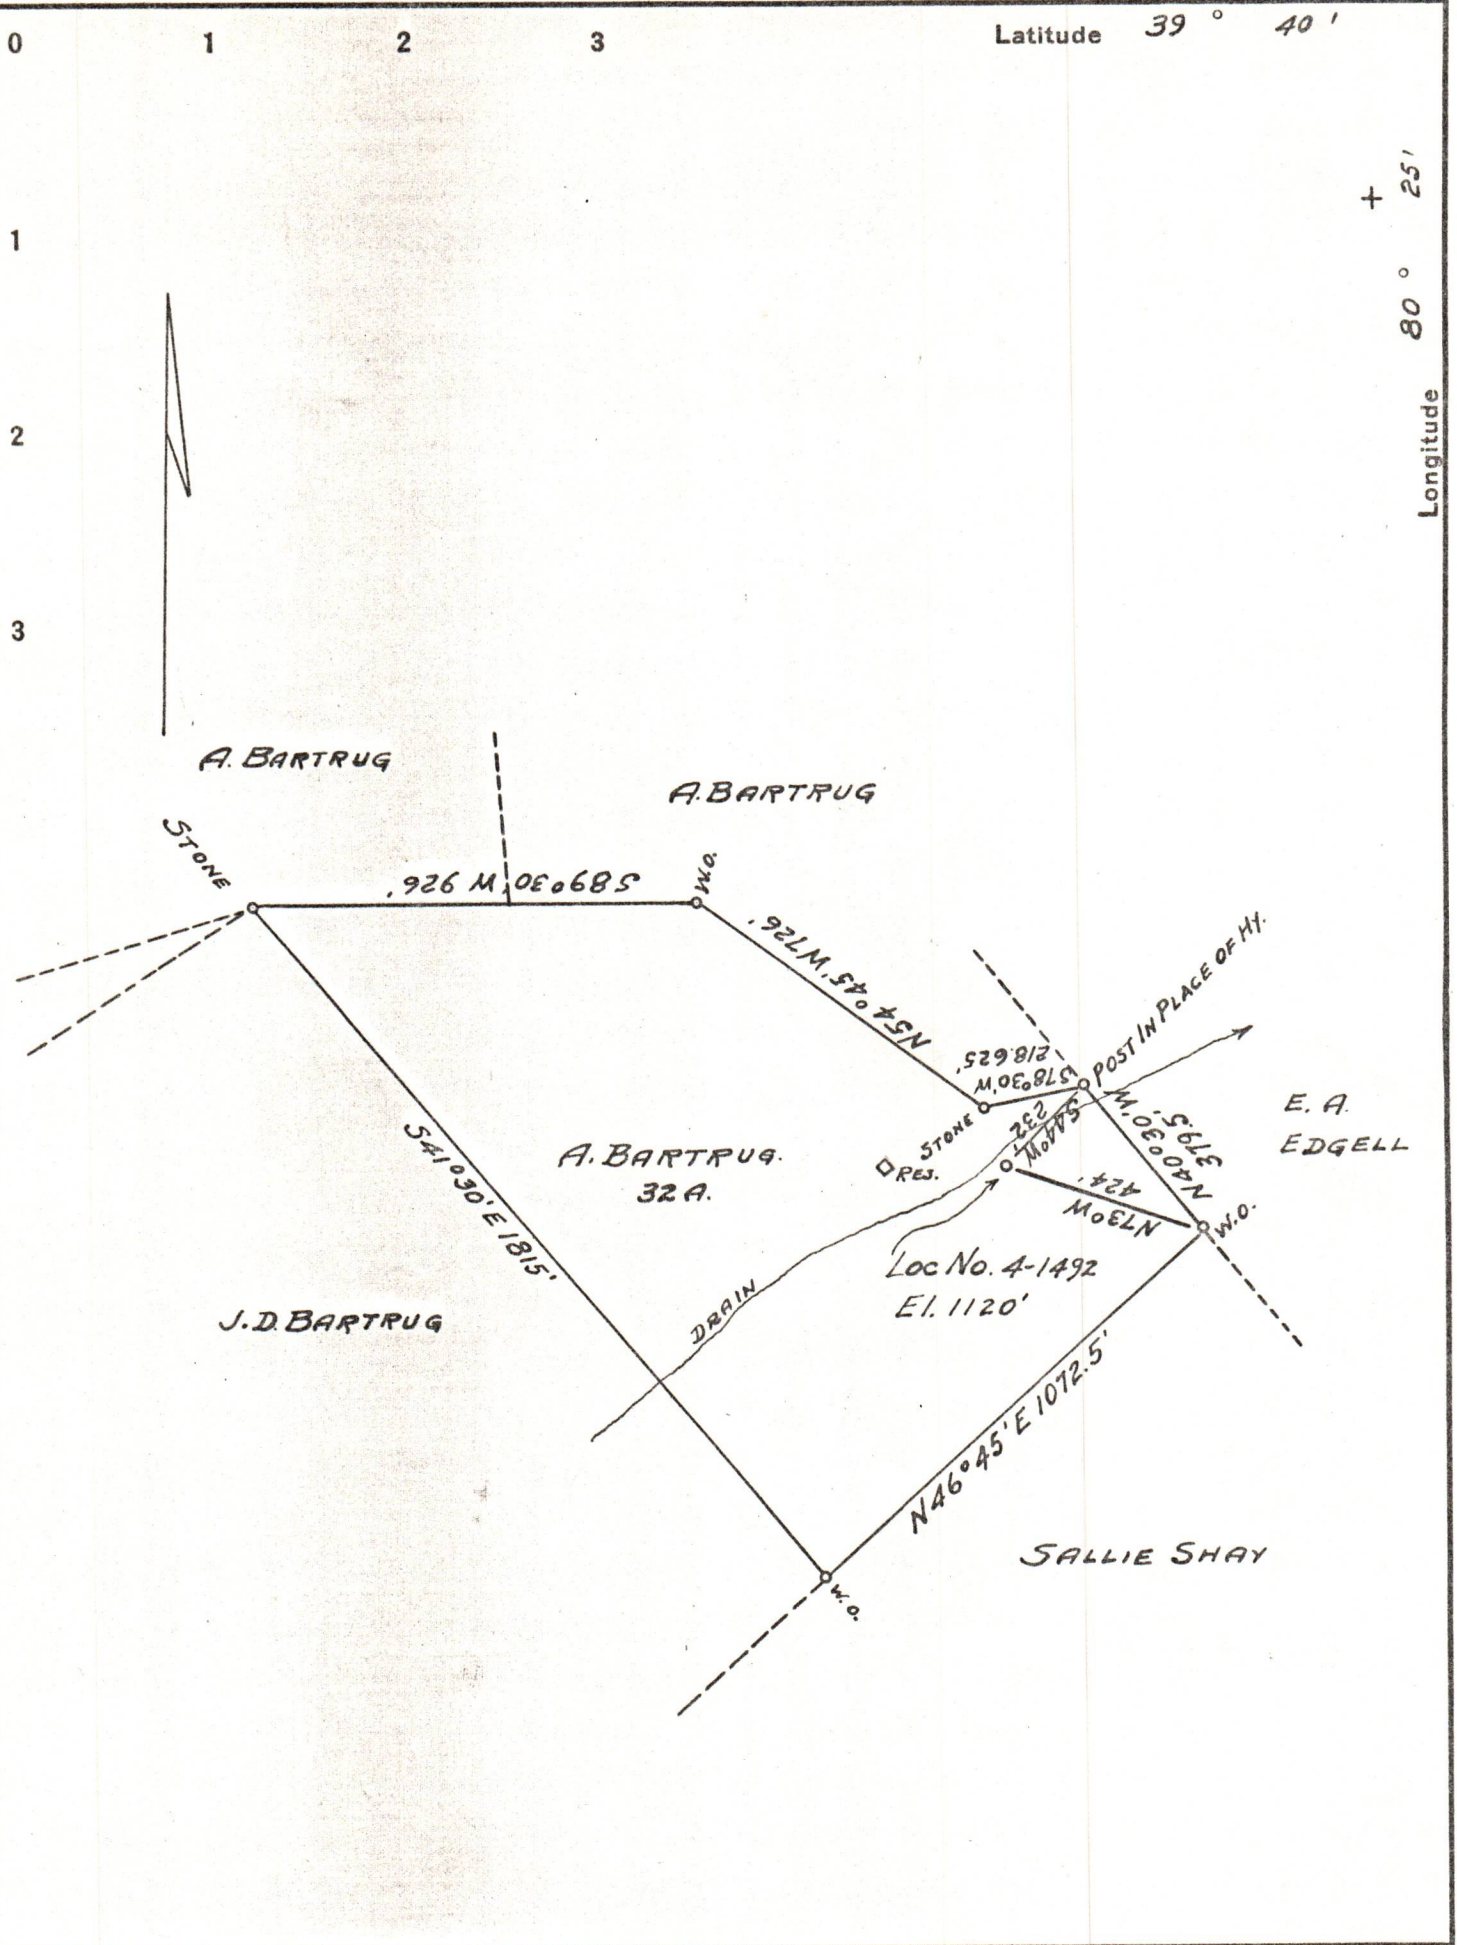 0 1 2 3 Latitude 39 ° 40 '
+ 25'
1
80 °
2
Longitude
3
A. BARTRUG
A. BARTRUG
STONE
S89°30'W 926'
W.O.
N54°45'W 726'
POST IN PLACE OF HY.
S78°30'W
218.625'
STONE
S44°W
232'
N40°30'W
379.5'
E. A.
EDGELL
A. BARTRUG.
32 A.
RES.
N73°W
424'
W.O.
S41°30'E 1815'
Loc No. 4-1492
El. 1120'
DRAIN
J.D. BARTRUG
N46°45'E 1072.5'
SALLIE SHAY
W.O.